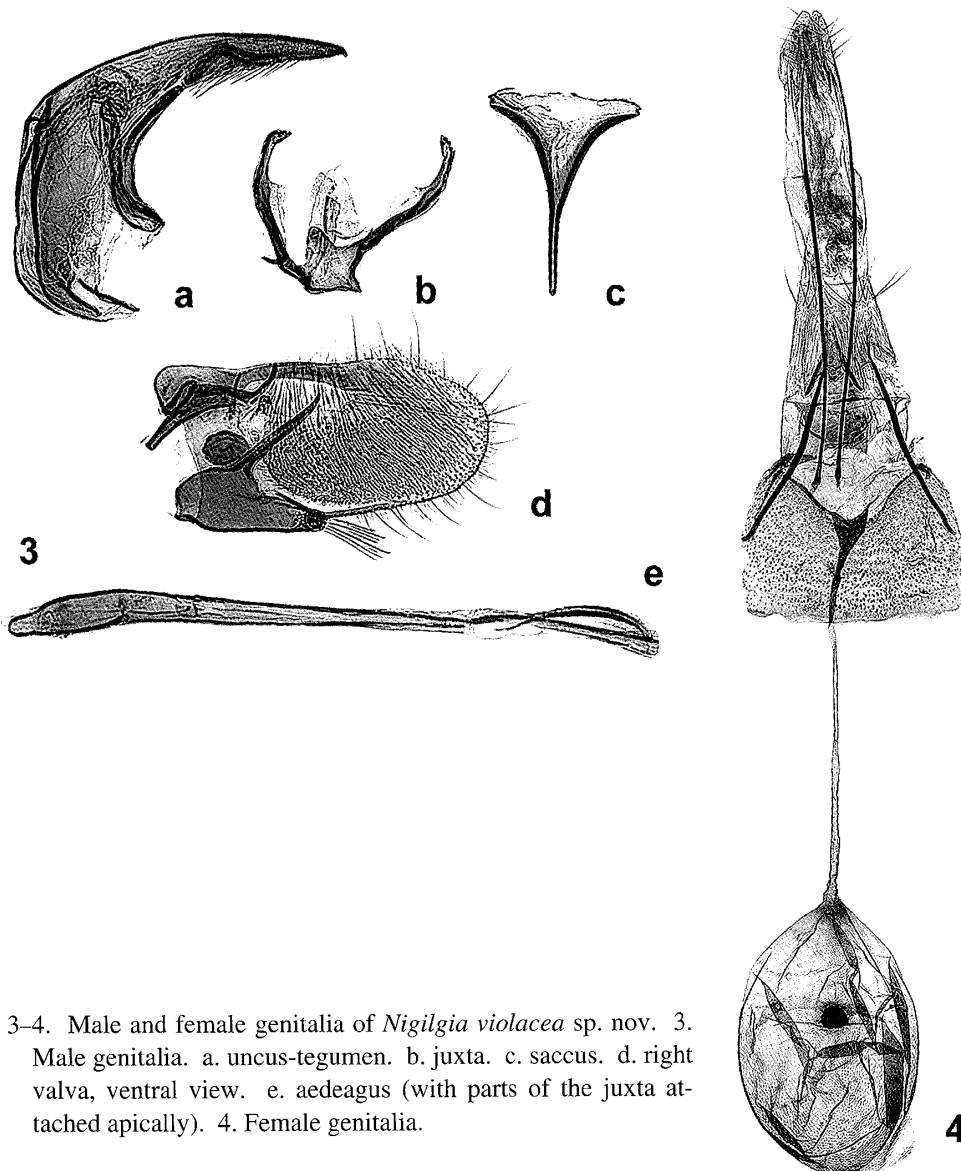 a
b
c
d
3
e
4
3–4. Male and female genitalia of Nigilgia violacea sp. nov. 3.
Male genitalia. a. uncus-tegumen. b. juxta. c. saccus. d. right
valva, ventral view. e. aedeagus (with parts of the juxta at-
tached apically). 4. Female genitalia.